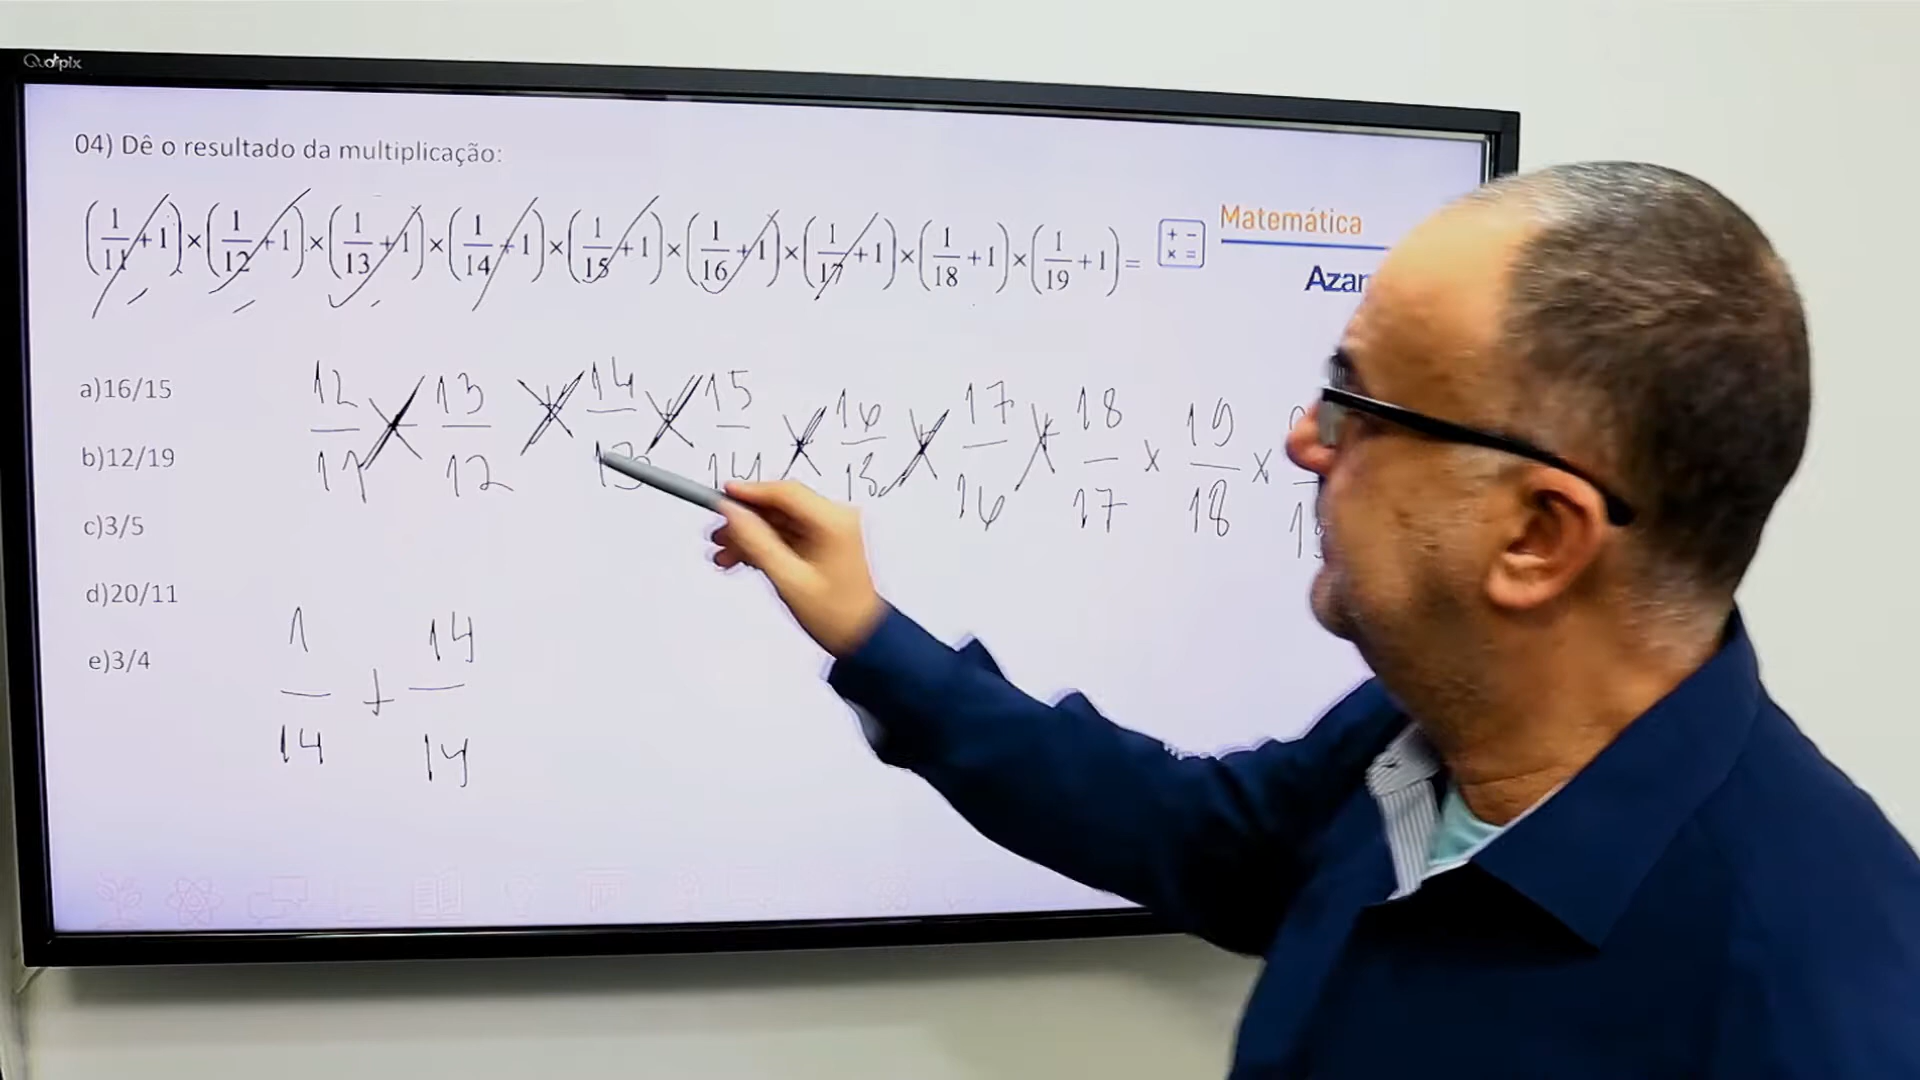 Qdipix
04) Dê o resultado da multiplicação:
(1/11 + 1) × (1/12 + 1) × (1/13 + 1) × (1/14 + 1) × (1/15 + 1) × (1/16 + 1) × (1/17 + 1) × (1/18 + 1) × (1/19 + 1) =
+ − × =
Matemática
Azar
a)16/15
b)12/19
c)3/5
d)20/11
e)3/4
12/11 × 13/12 × 14/13 × 15/14 × 16/15 × 17/16 × 18/17 × 19/18 ×
1/14 + 14/14